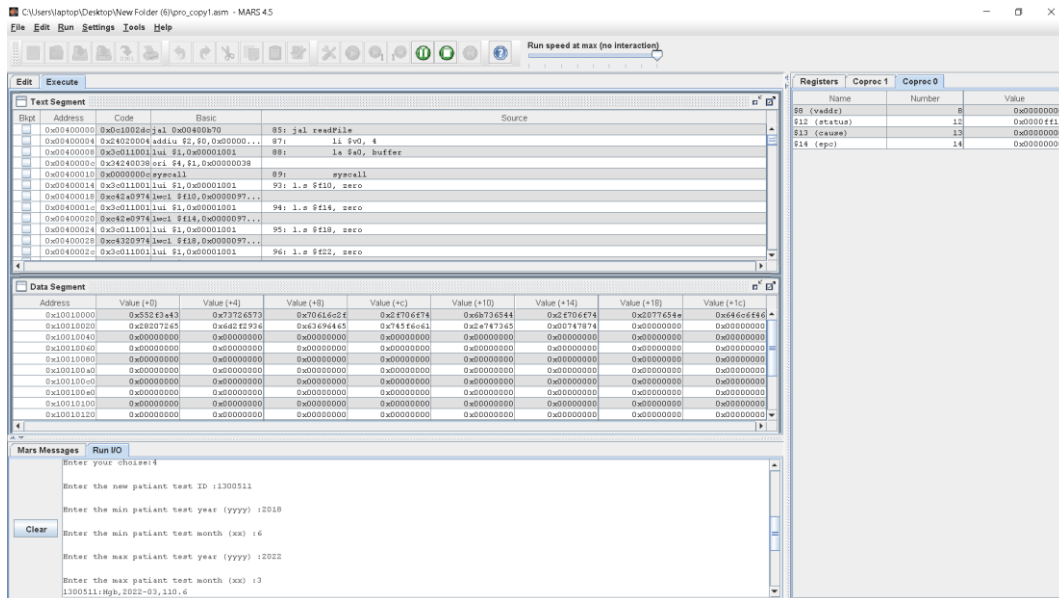 C:\Users\laptop\Desktop\New Folder (6)\pro_copy1.asm - MARS 4.5
File Edit Run Settings Tools Help
Run speed at max (no interaction)
Edit Execute
Text Segment
Bkpt Address Code Basic Source
0x00400000 0x0c1002dc jal 0x00400b70 85: jal readFile
0x00400004 0x24020004 addiu $2,$0,0x00000... 87: li $v0, 4
0x00400008 0x3c011001 lui $1,0x00001001 88: la $a0, buffer
0x0040000c 0x34240038 ori $4,$1,0x00000038
0x00400010 0x0000000c syscall 89: syscall
0x00400014 0x3c011001 lui $1,0x00001001 93: l.s $f10, zero
0x00400018 0xc42a0974 lwc1 $f10,0x0000097...
0x0040001c 0x3c011001 lui $1,0x00001001 94: l.s $f14, zero
0x00400020 0xc42e0974 lwc1 $f14,0x0000097...
0x00400024 0x3c011001 lui $1,0x00001001 95: l.s $f18, zero
0x00400028 0xc4320974 lwc1 $f18,0x0000097...
0x0040002c 0x3c011001 lui $1,0x00001001 96: l.s $f22, zero
Data Segment
Address Value (+0) Value (+4) Value (+8) Value (+c) Value (+10) Value (+14) Value (+18) Value (+1c)
0x10010000 0x552f3a43 0x73726573 0x70616c2f 0x2f706f74 0x6b736544 0x2f706f74 0x2077654e 0x646c6f46
0x10010020 0x28207265 0x6d2f2936 0x63696465 0x745f6c61 0x2e747365 0x00747874 0x00000000 0x00000000
0x10010040 0x00000000 0x00000000 0x00000000 0x00000000 0x00000000 0x00000000 0x00000000 0x00000000
0x10010060 0x00000000 0x00000000 0x00000000 0x00000000 0x00000000 0x00000000 0x00000000 0x00000000
0x10010080 0x00000000 0x00000000 0x00000000 0x00000000 0x00000000 0x00000000 0x00000000 0x00000000
0x100100a0 0x00000000 0x00000000 0x00000000 0x00000000 0x00000000 0x00000000 0x00000000 0x00000000
0x100100c0 0x00000000 0x00000000 0x00000000 0x00000000 0x00000000 0x00000000 0x00000000 0x00000000
0x100100e0 0x00000000 0x00000000 0x00000000 0x00000000 0x00000000 0x00000000 0x00000000 0x00000000
0x10010100 0x00000000 0x00000000 0x00000000 0x00000000 0x00000000 0x00000000 0x00000000 0x00000000
0x10010120 0x00000000 0x00000000 0x00000000 0x00000000 0x00000000 0x00000000 0x00000000 0x00000000
Mars Messages Run I/O
Clear
Enter your choise:4
Enter the new patiant test ID :1300511
Enter the min patiant test year (yyyy) :2018
Enter the min patiant test month (xx) :6
Enter the max patiant test year (yyyy) :2022
Enter the max patiant test month (xx) :3
1300511:Hgb,2022-03,110.6
Registers Coproc 1 Coproc 0
Name Number Value
$8 (vaddr) 8 0x0000000
$12 (status) 12 0x0000ff1
$13 (cause) 13 0x0000000
$14 (epc) 14 0x0000000